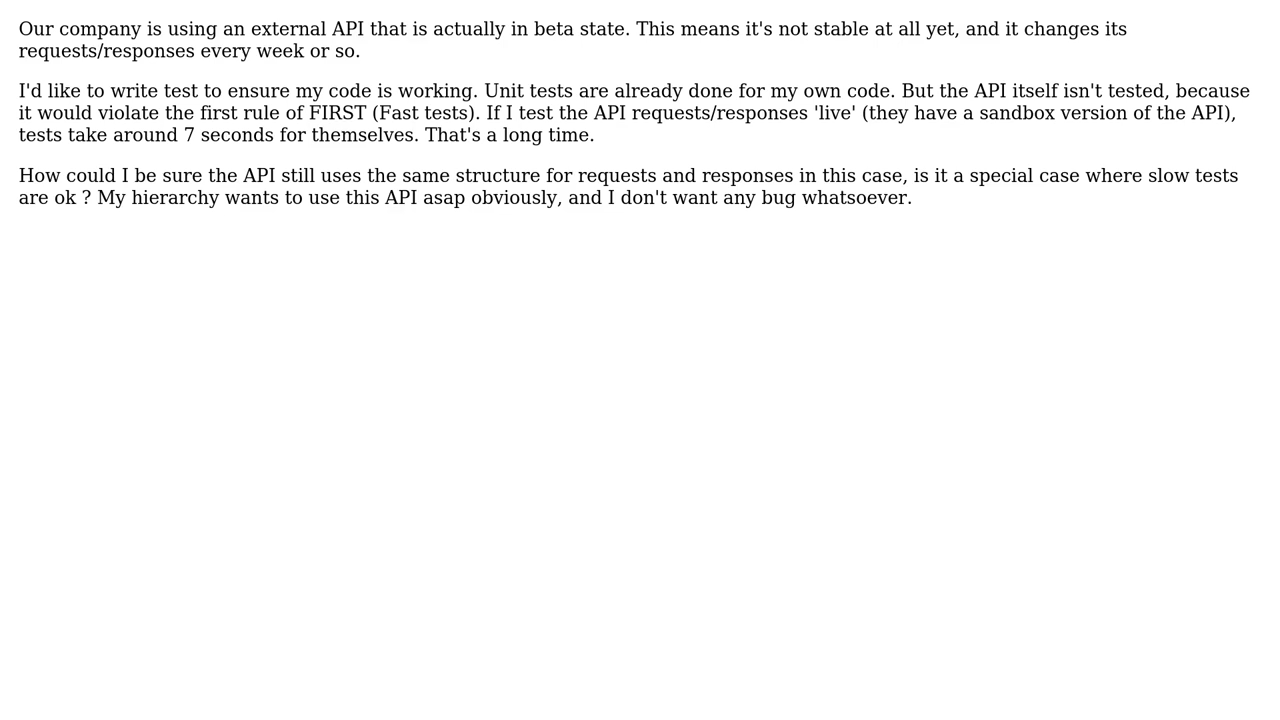 Our company is using an external API that is actually in beta state. This means it's not stable at all yet, and it changes its
requests/responses every week or so.
I'd like to write test to ensure my code is working. Unit tests are already done for my own code. But the API itself isn't tested, because
it would violate the first rule of FIRST (Fast tests). If I test the API requests/responses 'live' (they have a sandbox version of the API),
tests take around 7 seconds for themselves. That's a long time.
How could I be sure the API still uses the same structure for requests and responses in this case, is it a special case where slow tests
are ok ? My hierarchy wants to use this API asap obviously, and I don't want any bug whatsoever.